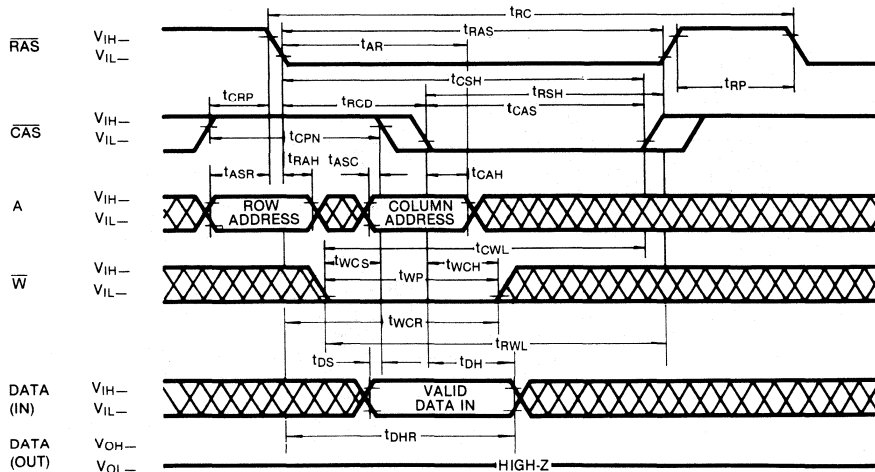 tRC
RAS VIH—
VIL—
tRAS
tAR
tCSH
tRSH
tRP
tCRP
tRCD
tCAS
CAS VIH—
VIL—
tCPN
tASR
tRAH
tASC
tCAH
A VIH—
VIL—
ROW ADDRESS
COLUMN ADDRESS
tCWL
tWCS
tWCH
W VIH—
VIL—
tWP
tWCR
tRWL
tDS
tDH
DATA (IN) VIH—
VIL—
VALID DATA IN
tDHR
DATA (OUT) VOH—
VOL—
HIGH-Z